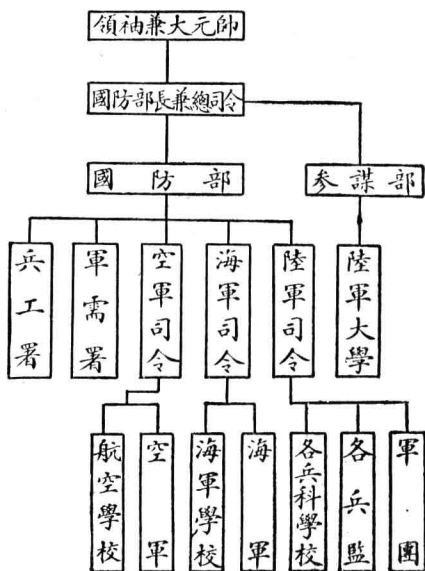 領袖兼大元帥
國防部長兼總司令
國防部
參謀部
兵工署
軍需署
空軍司令
海軍司令
陸軍司令
陸軍大學
航空學校
空軍
海軍學校
海軍
各兵科學校
各兵監
軍團